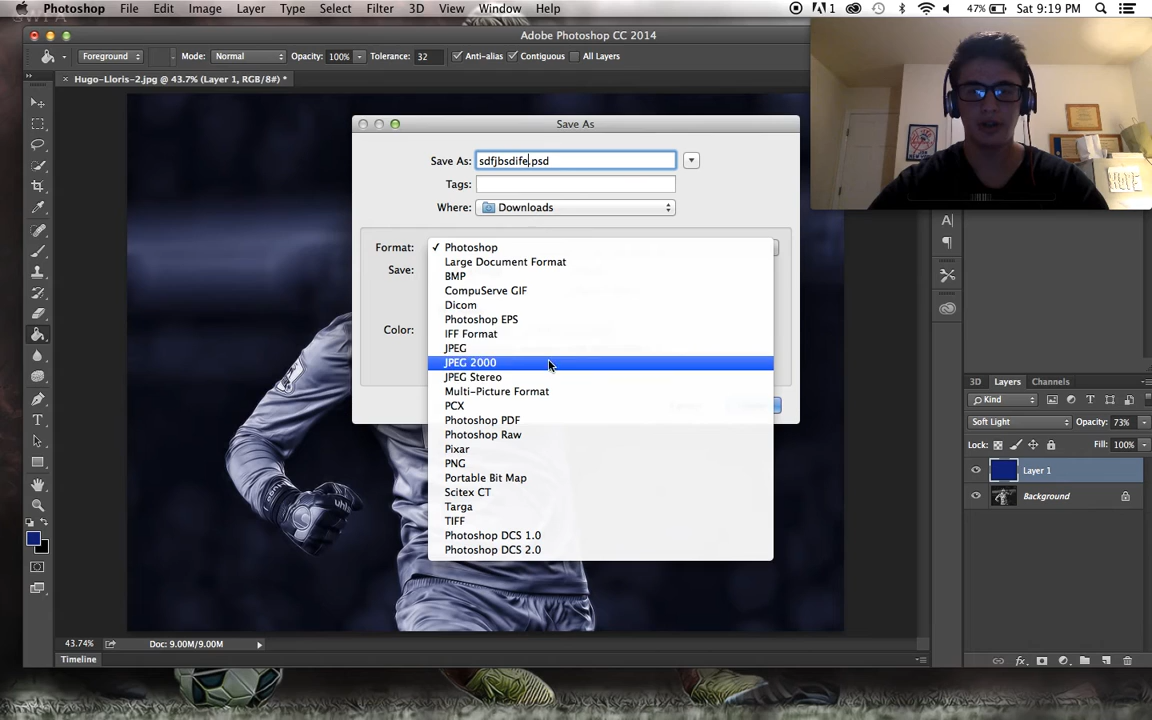 Photoshop File Edit Image Layer Type Select Filter 3D View Window Help 1 47% Sat 9:19 PM
Adobe Photoshop CC 2014
Foreground Mode: Normal Opacity: 100% Tolerance: 32 Anti-alias Contiguous All Layers
Hugo-Lloris-2.jpg @ 43.7% (Layer 1, RGB/8#) *
Save As
Save As: sdfjbsdife.psd
Tags:
Where: Downloads
Format: Photoshop
Large Document Format
Save:
BMP
CompuServe GIF
Dicom
Photoshop EPS
Color:
IFF Format
JPEG
JPEG 2000
JPEG Stereo
Multi-Picture Format
PCX
Photoshop PDF
Photoshop Raw
Pixar
PNG
Portable Bit Map
Scitex CT
Targa
TIFF
Photoshop DCS 1.0
Photoshop DCS 2.0
3D Layers Channels
Kind
Soft Light Opacity: 73%
Lock: Fill: 100%
Layer 1
Background
43.74% Doc: 9.00M/9.00M
Timeline